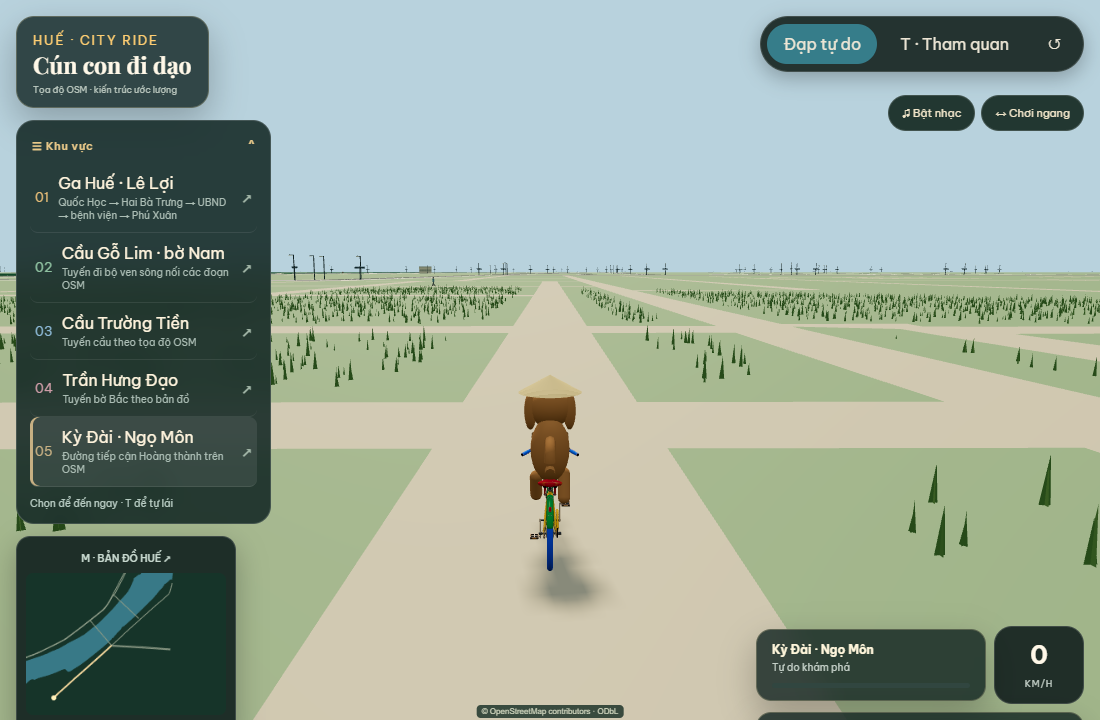 HUẾ · CITY RIDE
Cún con đi dạo
Tọa độ OSM · kiến trúc ước lượng
Đạp tự do
T · Tham quan
↺
♫ Bật nhạc
↔ Chơi ngang
☰ Khu vực
01
Ga Huế · Lê Lợi
Quốc Học → Hai Bà Trưng → UBND
→ bệnh viện → Phú Xuân
↗
02
Cầu Gỗ Lim · bờ Nam
Tuyến đi bộ ven sông nối các đoạn
OSM
↗
03
Cầu Trường Tiền
Tuyến cầu theo tọa độ OSM
↗
04
Trần Hưng Đạo
Tuyến bờ Bắc theo bản đồ
↗
05
Kỳ Đài · Ngọ Môn
Đường tiếp cận Hoàng thành trên
OSM
↗
Chọn để đến ngay · T để tự lái
M · BẢN ĐỒ HUẾ ↗
Kỳ Đài · Ngọ Môn
Tự do khám phá
0
KM/H
© OpenStreetMap contributors · ODbL